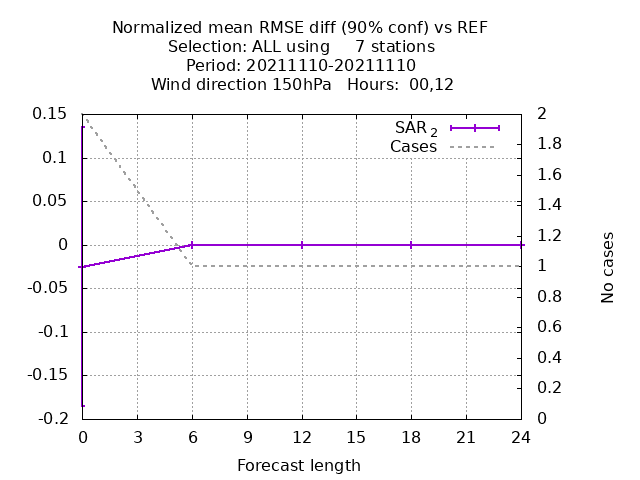 Normalized mean RMSE diff (90% conf) vs REF
Selection: ALL using     7 stations
Period: 20211110-20211110
Wind direction 150hPa   Hours:  00,12
0.15
0.1
0.05
0
-0.05
-0.1
-0.15
-0.2
SAR 2
Cases
2
1.8
1.6
1.4
1.2
1
0.8
0.6
0.4
0.2
0
No cases
0 3 6 9 12 15 18 21 24
Forecast length